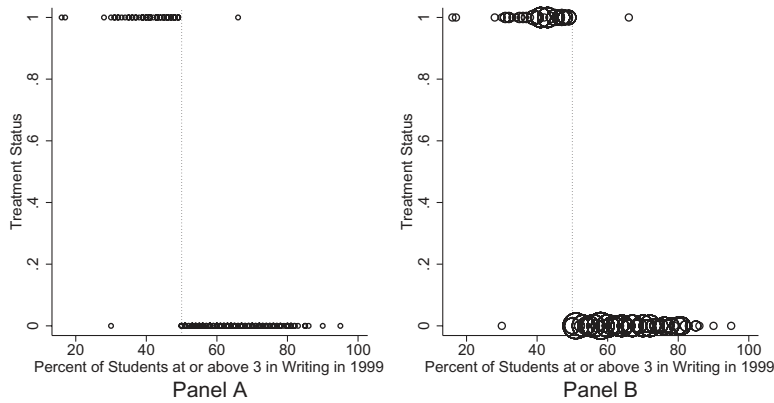 1
.8
.6
.4
.2
0
Treatment Status
20 40 60 80 100
Percent of Students at or above 3 in Writing in 1999
Panel A
1
.8
.6
.4
.2
0
Treatment Status
20 40 60 80 100
Percent of Students at or above 3 in Writing in 1999
Panel B